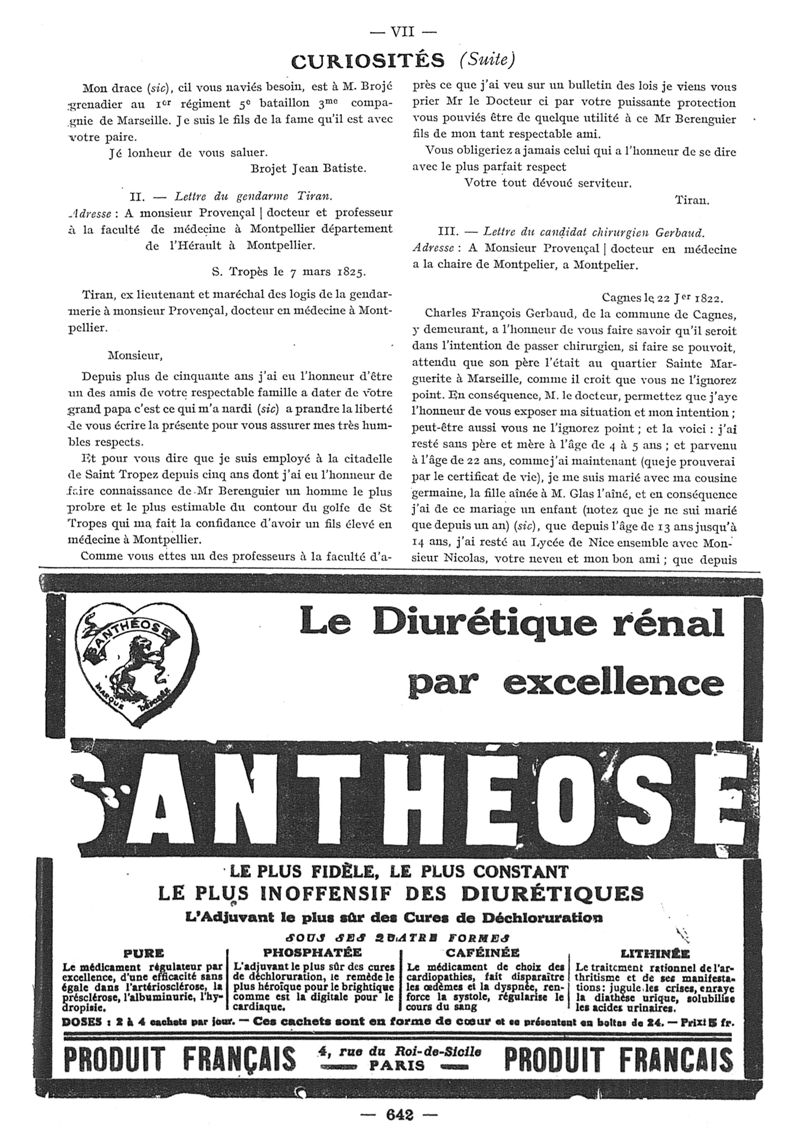 — VII —
CURIOSITÉS (Suite)
Mon drace (sic), cil vous naviés besoin, est à M. Brojé
grenadier au 1er régiment 5e bataillon 3me compa-
gnie de Marseille. Je suis le fils de la fame qu'il est avec
votre paire.
Jé lonheur de vous saluer.
Brojet Jean Batiste.
II. — Lettre du gendarme Tiran.
Adresse : A monsieur Provençal | docteur et professeur
à la faculté de médecine à Montpellier département
de l'Hérault à Montpellier.
S. Tropès le 7 mars 1825.
Tiran, ex lieutenant et maréchal des logis de la gendar-
merie à monsieur Provençal, docteur en médecine à Mont-
pellier.
Monsieur,
Depuis plus de cinquante ans j'ai eu l'honneur d'être
un des amis de votre respectable famille a dater de votre
grand papa c'est ce qui m'a nardi (sic) a prandre la liberté
de vous écrire la présente pour vous assurer mes très hum-
bles respects.
Et pour vous dire que je suis employé à la citadelle
de Saint Tropez depuis cinq ans dont j'ai eu l'honneur de
faire connaissance de Mr Berenguier un homme le plus
probre et le plus estimable du contour du golfe de St
Tropes qui ma fait la confidance d'avoir un fils élevé en
médecine à Montpellier.
Comme vous ettes un des professeurs à la faculté d'a-
près ce que j'ai veu sur un bulletin des lois je viens vous
prier Mr le Docteur ci par votre puissante protection
vous pouviés être de quelque utilité à ce Mr Berenguier
fils de mon tant respectable ami.
Vous obligeriez a jamais celui qui a l'honneur de se dire
avec le plus parfait respect
Votre tout dévoué serviteur.
Tiran.
III. — Lettre du candidat chirurgien Gerbaud.
Adresse : A Monsieur Provençal | docteur en médecine
a la chaire de Montpelier, a Montpelier.
Cagnes le 22 Jer 1822.
Charles François Gerbaud, de la commune de Cagnes,
y demeurant, a l'honneur de vous faire savoir qu'il seroit
dans l'intention de passer chirurgien, si faire se pouvoit,
attendu que son père l'était au quartier Sainte Mar-
guerite à Marseille, comme il croit que vous ne l'ignorez
point. En conséquence, M. le docteur, permettez que j'aye
l'honneur de vous exposer ma situation et mon intention ;
peut-être aussi vous ne l'ignorez point ; et la voici : j'ai
resté sans père et mère à l'âge de 4 à 5 ans ; et parvenu
à l'âge de 22 ans, comme j'ai maintenant (que je prouverai
par le certificat de vie), je me suis marié avec ma cousine
germaine, la fille aînée à M. Glas l'aîné, et en conséquence
j'ai de ce mariage un enfant (notez que je ne sui marié
que depuis un an) (sic), que depuis l'âge de 13 ans jusqu'à
14 ans, j'ai resté au Lycée de Nice ensemble avec Mon-
sieur Nicolas, votre neveu et mon bon ami ; que depuis
SANTHÉOSE
MARQUE DÉPOSÉE
Le Diurétique rénal
par excellence
SANTHÉOSE
LE PLUS FIDÈLE, LE PLUS CONSTANT
LE PLUS INOFFENSIF DES DIURÉTIQUES
L'Adjuvant le plus sûr des Cures de Déchloruration
SOUS SES QUATRE FORMES
PURE
Le médicament régulateur par
excellence, d'une efficacité sans
égale dans l'artériosclérose, la
présclérose, l'albuminurie, l'hy-
dropisie.
PHOSPHATÉE
L'adjuvant le plus sûr des cures
de déchloruration, le remède le
plus héroïque pour le brightique
comme est la digitale pour le
cardiaque.
CAFÉINÉE
Le médicament de choix des
cardiopathies, fait disparaître
les œdèmes et la dyspnée, ren-
force la systole, régularise le
cours du sang
LITHINÉE
Le traitement rationnel de l'ar-
thritisme et de ses manifesta-
tions ; jugule les crises, enraye
la diathèse urique, solubilise
les acides urinaires.
DOSES : 2 à 4 cachets par jour. — Ces cachets sont en forme de cœur et se présentent en boîtes de 24. — Prix : 5 fr.
PRODUIT FRANÇAIS
4, rue du Roi-de-Sicile
— PARIS —
PRODUIT FRANCAIS
— 642 —